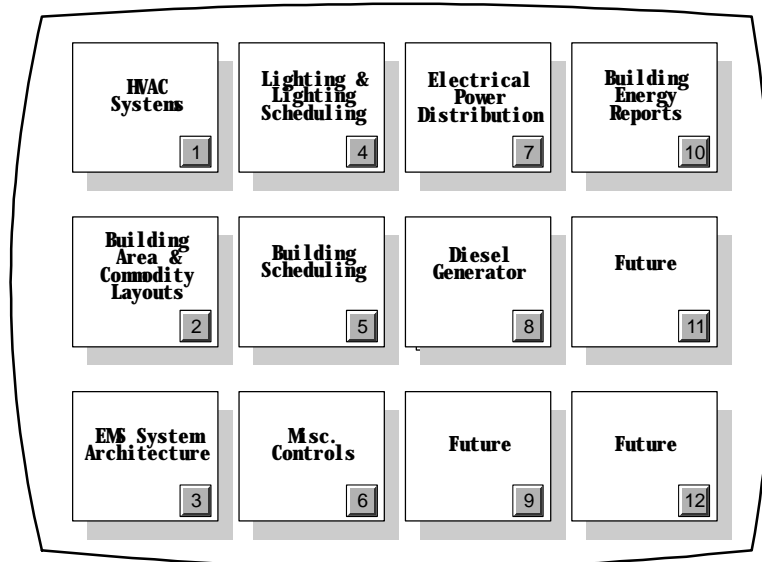 HVAC
Systems
1
Lighting &
Lighting
Scheduling
4
Electrical
Power
Distribution
7
Building
Energy
Reports
10
Building
Area &
Commodity
Layouts
2
Building
Scheduling
5
Diesel
Generator
8
Future
11
EMS System
Architecture
3
Misc.
Controls
6
Future
9
Future
12